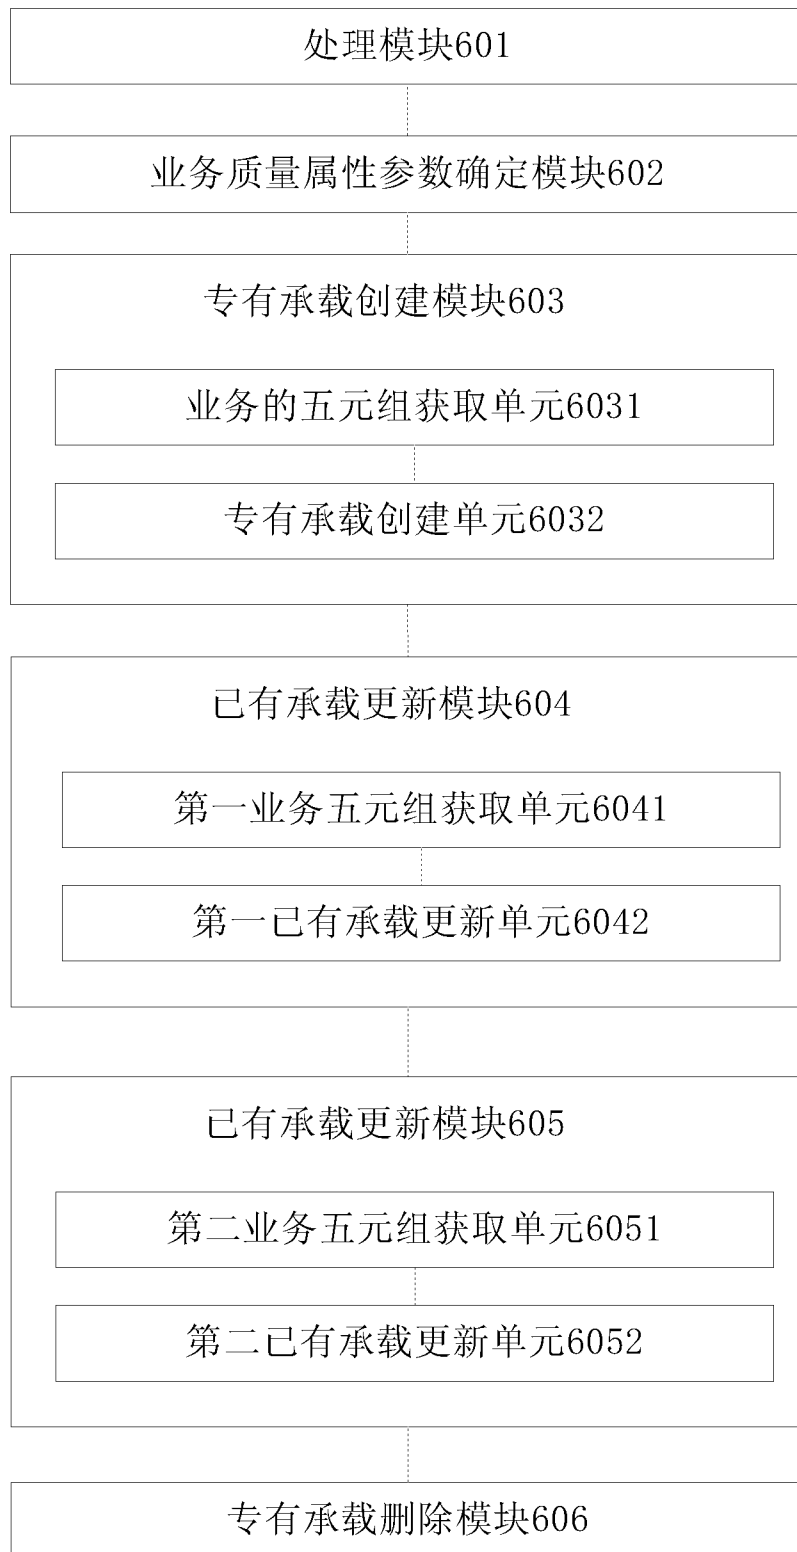 处理模块601
业务质量属性参数确定模块602
专有承载创建模块603
业务的五元组获取单元6031
专有承载创建单元6032
已有承载更新模块604
第一业务五元组获取单元6041
第一已有承载更新单元6042
已有承载更新模块605
第二业务五元组获取单元6051
第二已有承载更新单元6052
专有承载删除模块606